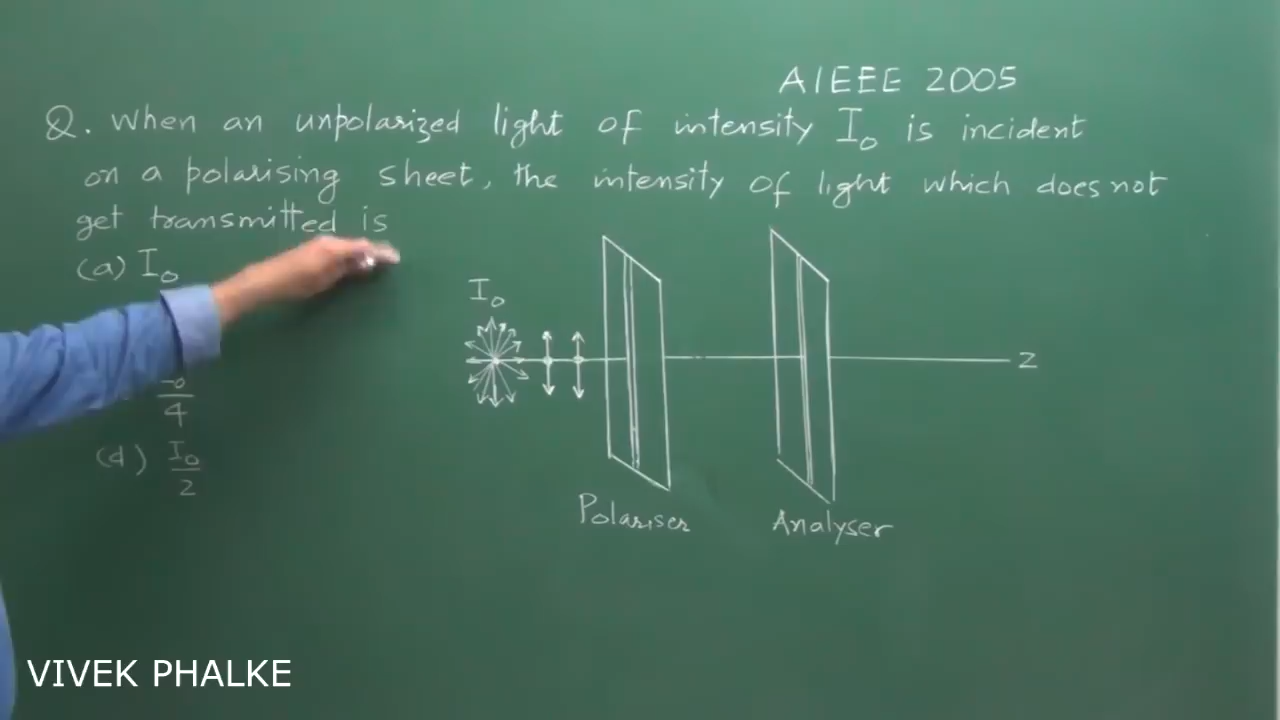 AIEEE 2005
Q. When an unpolarized light of intensity I₀ is incident
on a polarising sheet, the intensity of light which does not
get transmitted is
(a) I₀
4
(d) I₀/2
I₀
Z
Polariser
Analyser
VIVEK PHALKE